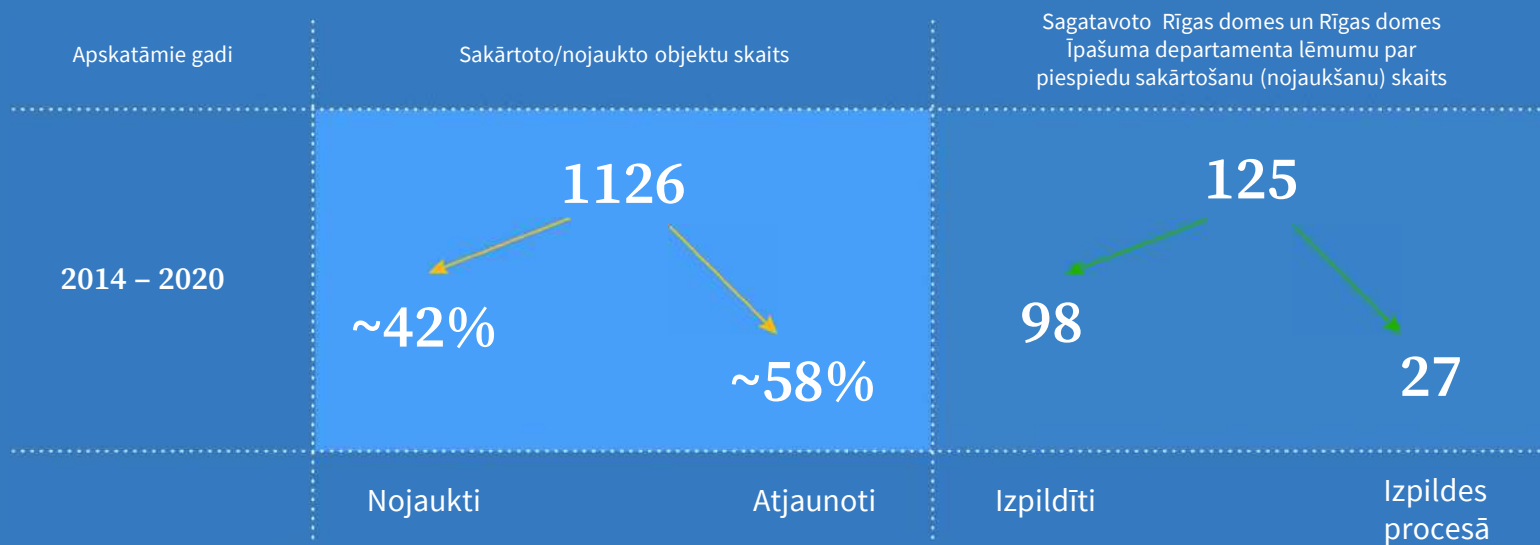 Apskatāmie gadi
Sakārtoto/nojaukto objektu skaits
Sagatavoto Rīgas domes un Rīgas domes
Īpašuma departamenta lēmumu par
piespiedu sakārtošanu (nojaukšanu) skaits
2014 – 2020
1126
~42%
~58%
125
98
27
Nojaukti
Atjaunoti
Izpildīti
Izpildes
procesā